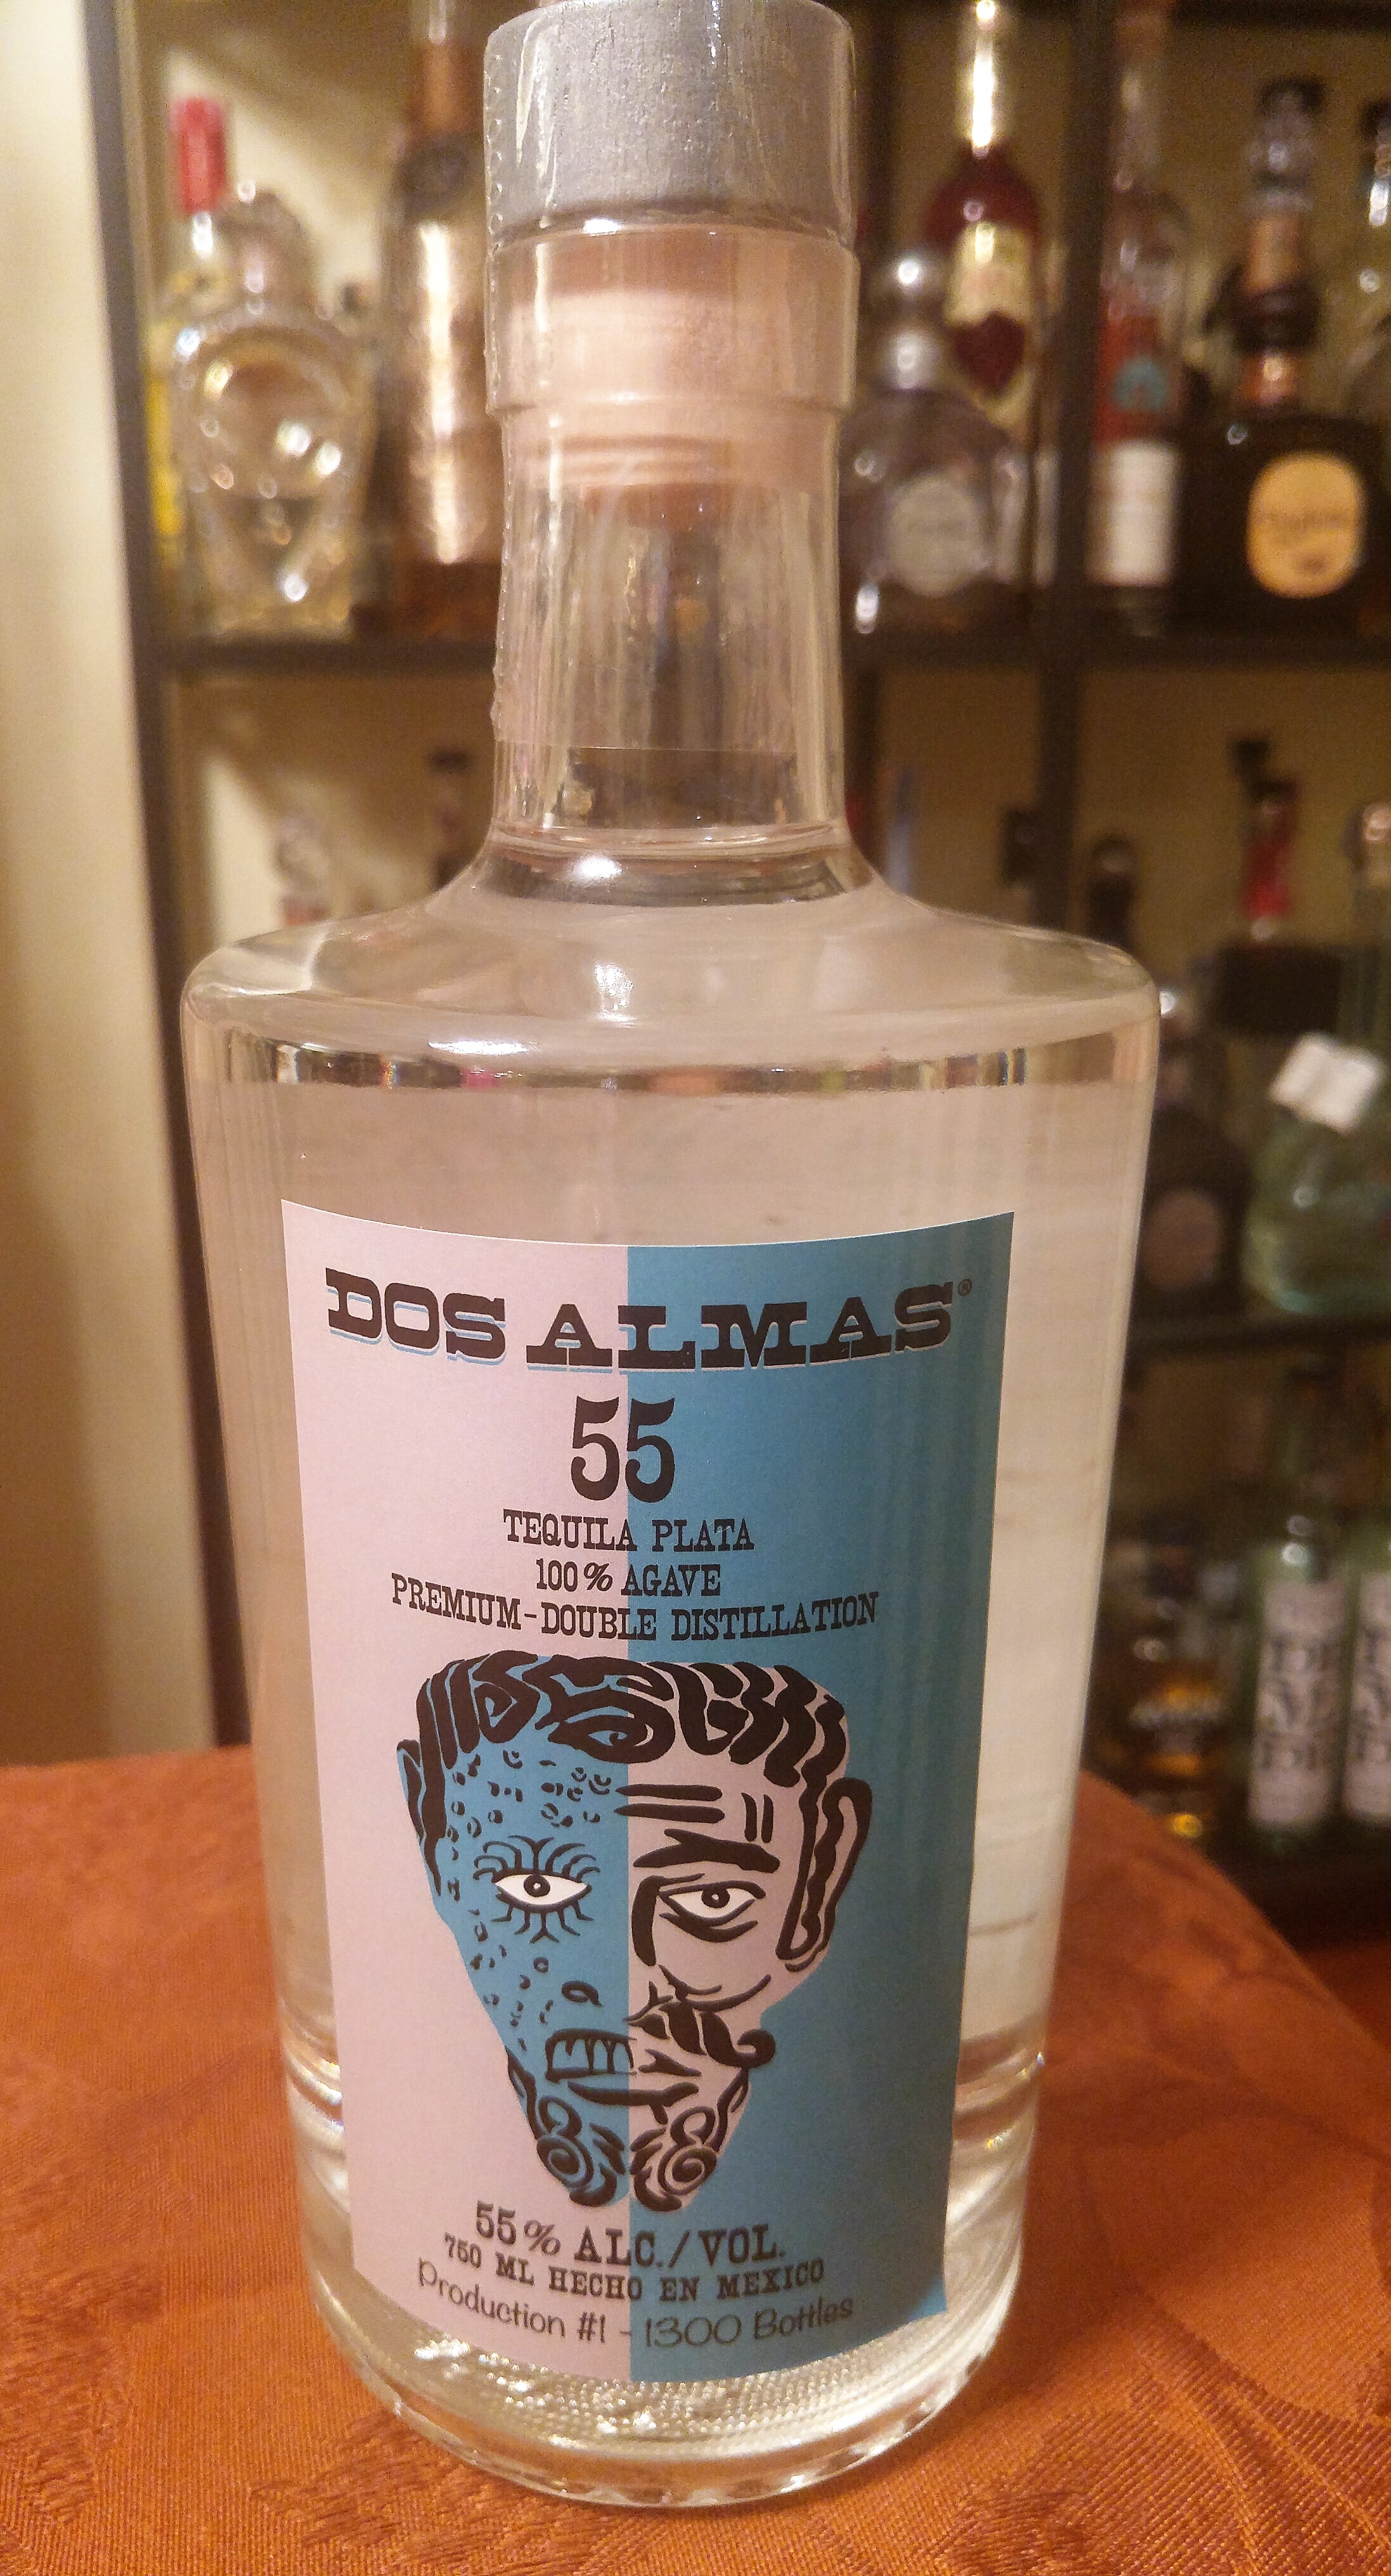 DOS ALMAS®
55
TEQUILA PLATA
100% AGAVE
PREMIUM-DOUBLE DISTILLATION
55% ALC./VOL.
750 ML HECHO EN MEXICO
Production #1 - 1300 Bottles